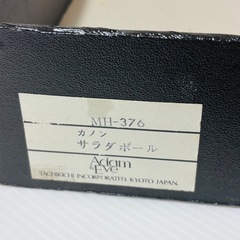 MH-376
カノン
サラダボール
Adam
Eve
TACHIKICHI INCORPORATED, KYOTO JAPAN.